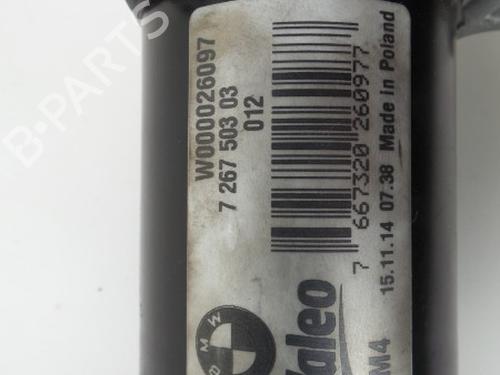 W000026097
7 267 503 03
012
7 667320 260977
15.11.14 07.38 Made in Poland
BMW
Valeo
M4
B-PARTS